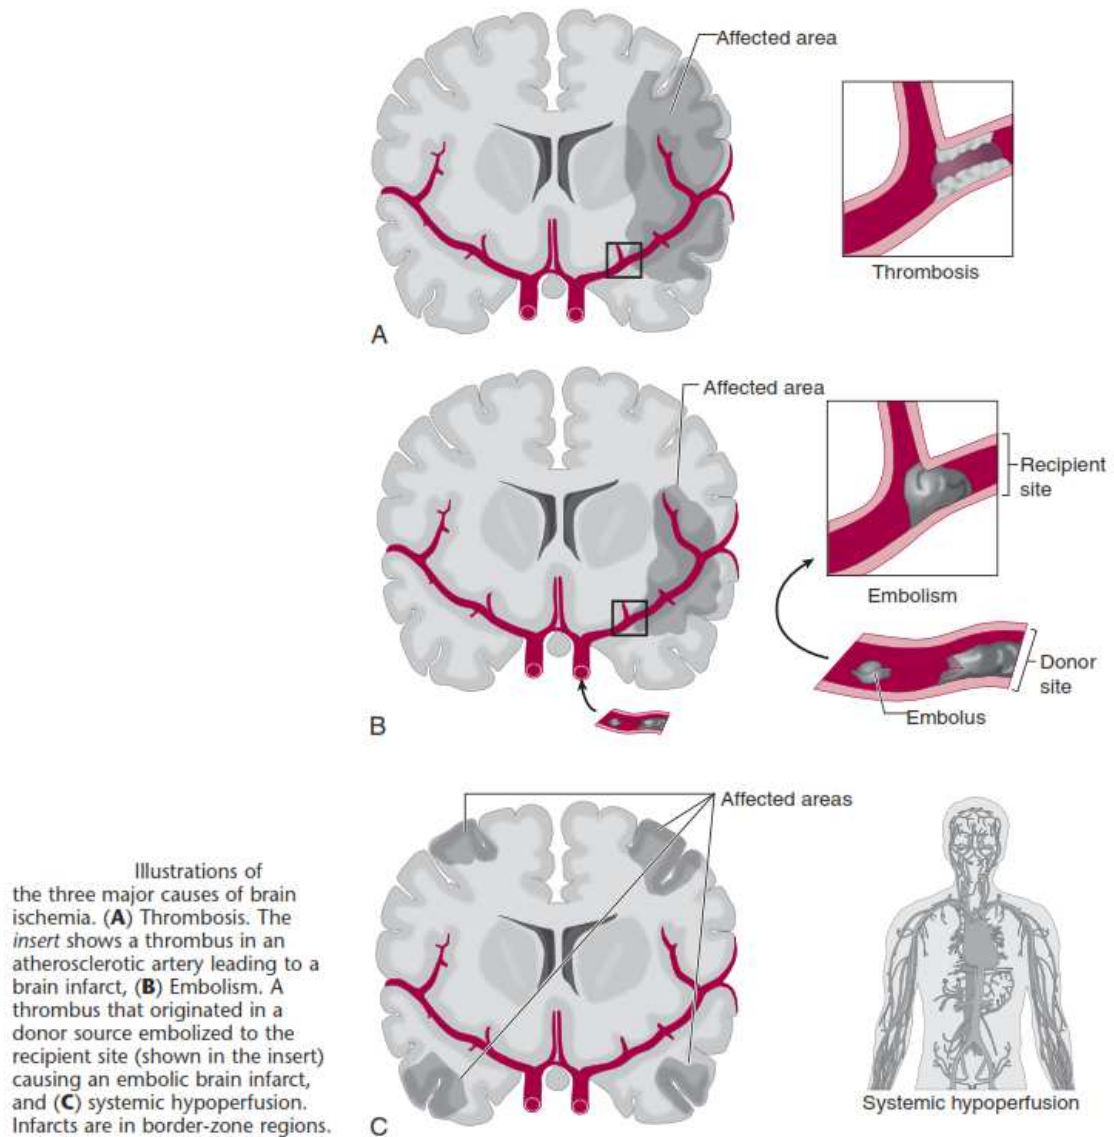 Affected area
Thrombosis
A
Affected area
Recipient
site
Embolism
Donor
site
Embolus
B
Affected areas
Illustrations of
the three major causes of brain
ischemia. (A) Thrombosis. The
insert shows a thrombus in an
atherosclerotic artery leading to a
brain infarct, (B) Embolism. A
thrombus that originated in a
donor source embolized to the
recipient site (shown in the insert)
causing an embolic brain infarct,
and (C) systemic hypoperfusion.
Infarcts are in border-zone regions.
Systemic hypoperfusion
C